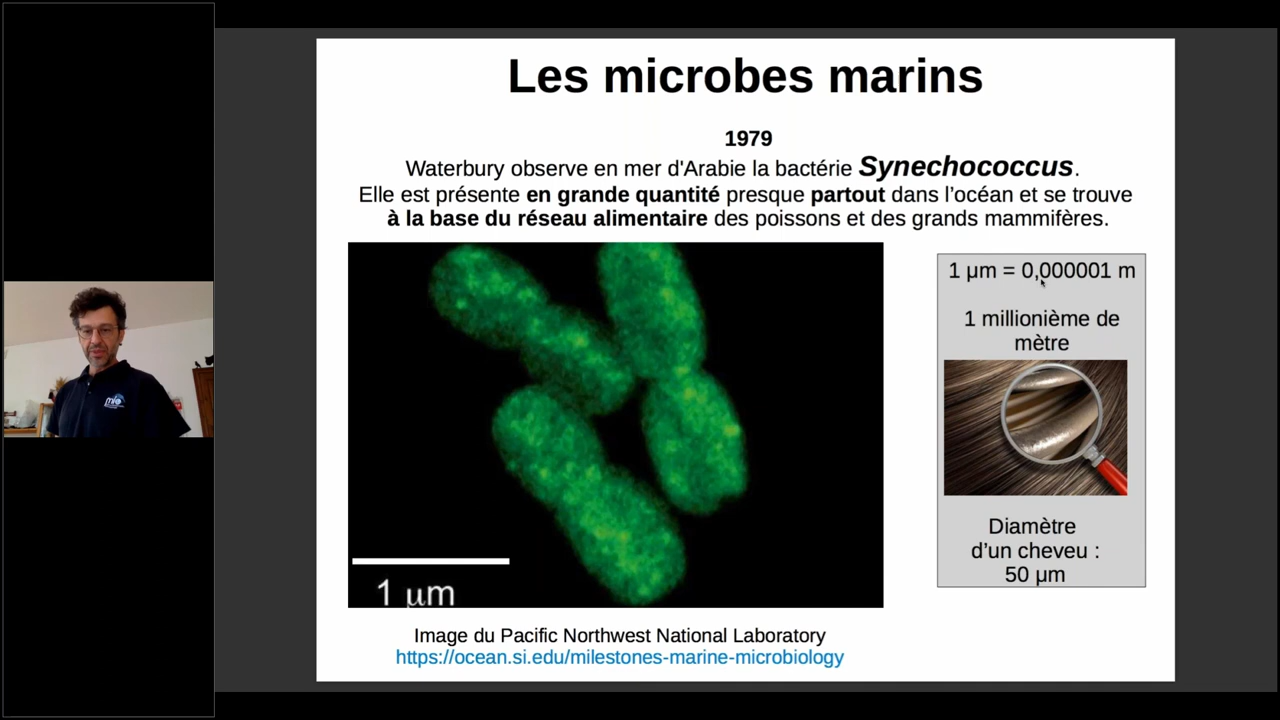 Les microbes marins
1979
Waterbury observe en mer d'Arabie la bactérie Synechococcus.
Elle est présente en grande quantité presque partout dans l’océan et se trouve
à la base du réseau alimentaire des poissons et des grands mammifères.
1 μm
Image du Pacific Northwest National Laboratory
https://ocean.si.edu/milestones-marine-microbiology
1 μm = 0,000001 m
1 millionième de
mètre
Diamètre
d’un cheveu :
50 μm
mio